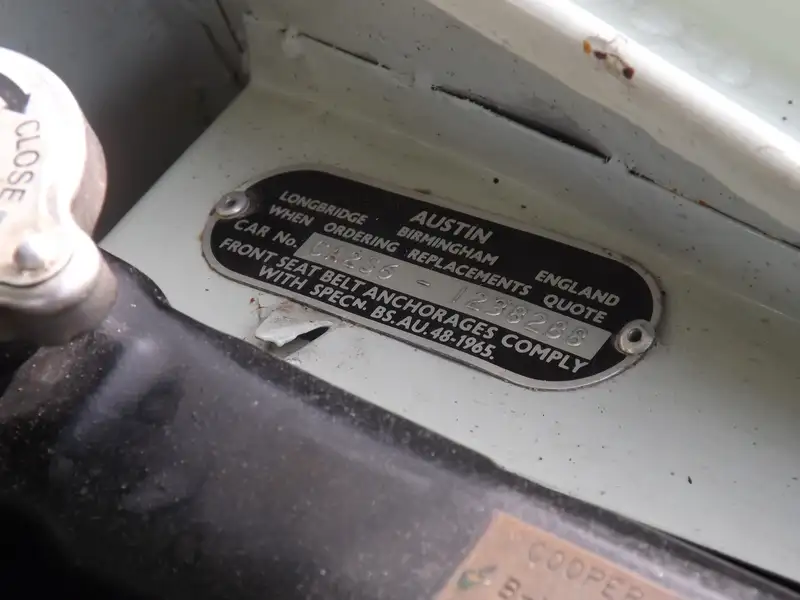 CLOSE
AUSTIN
LONGBRIDGE BIRMINGHAM ENGLAND
WHEN ORDERING REPLACEMENTS QUOTE
CAR No. 1238288
FRONT SEAT BELT ANCHORAGES COMPLY
WITH SPECN. BS.AU.48-1965.
COOPER